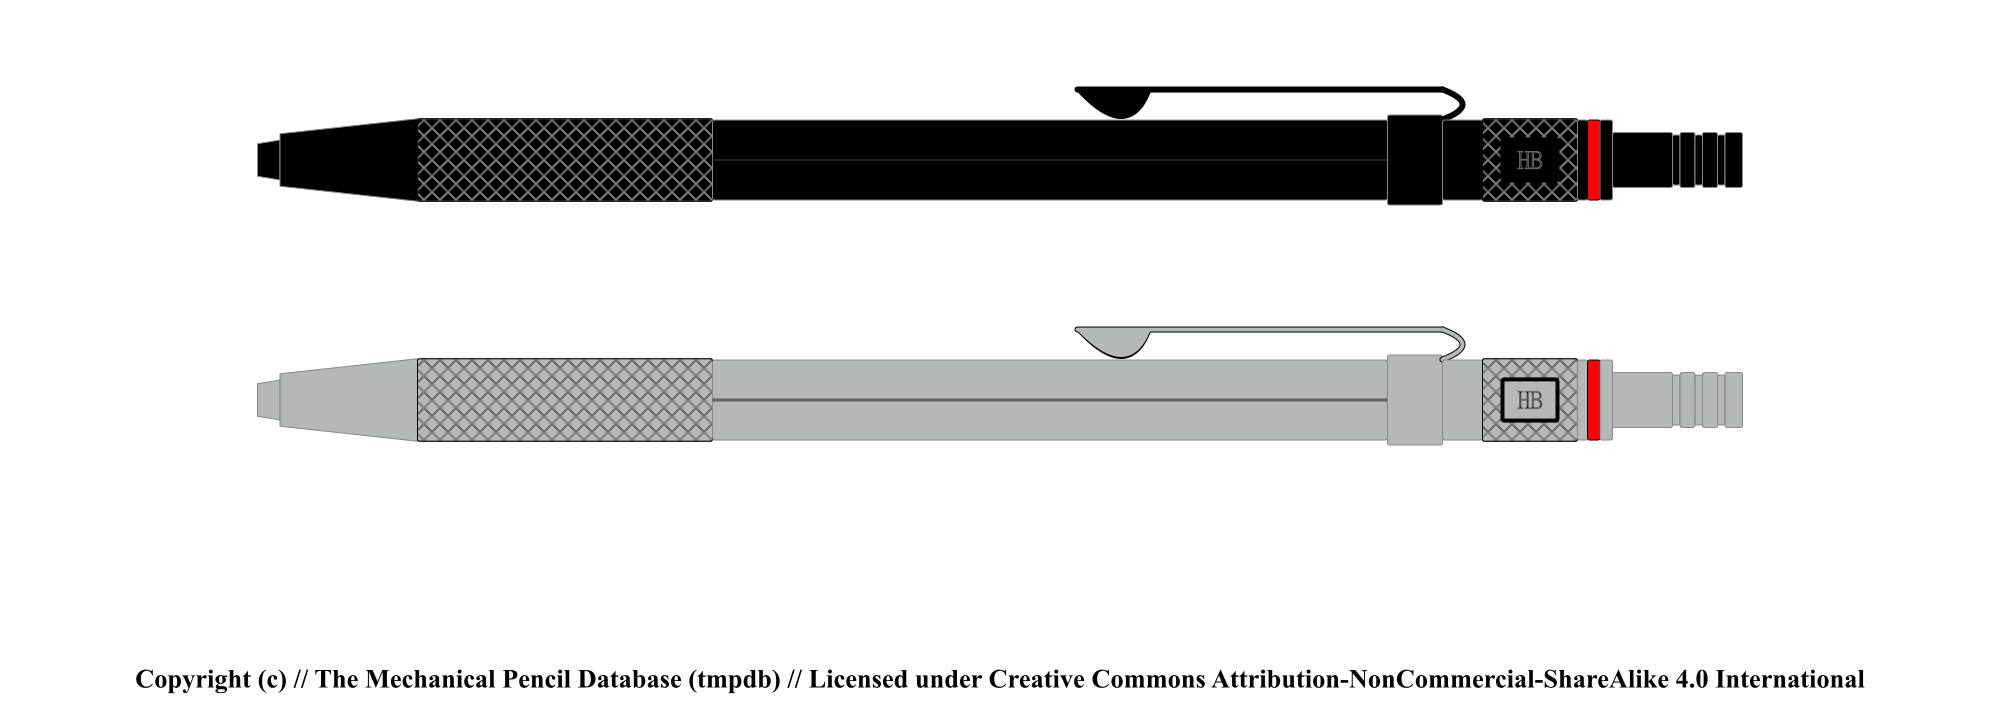 HB
HB
Copyright (c) // The Mechanical Pencil Database (tmpdb) // Licensed under Creative Commons Attribution-NonCommercial-ShareAlike 4.0 International